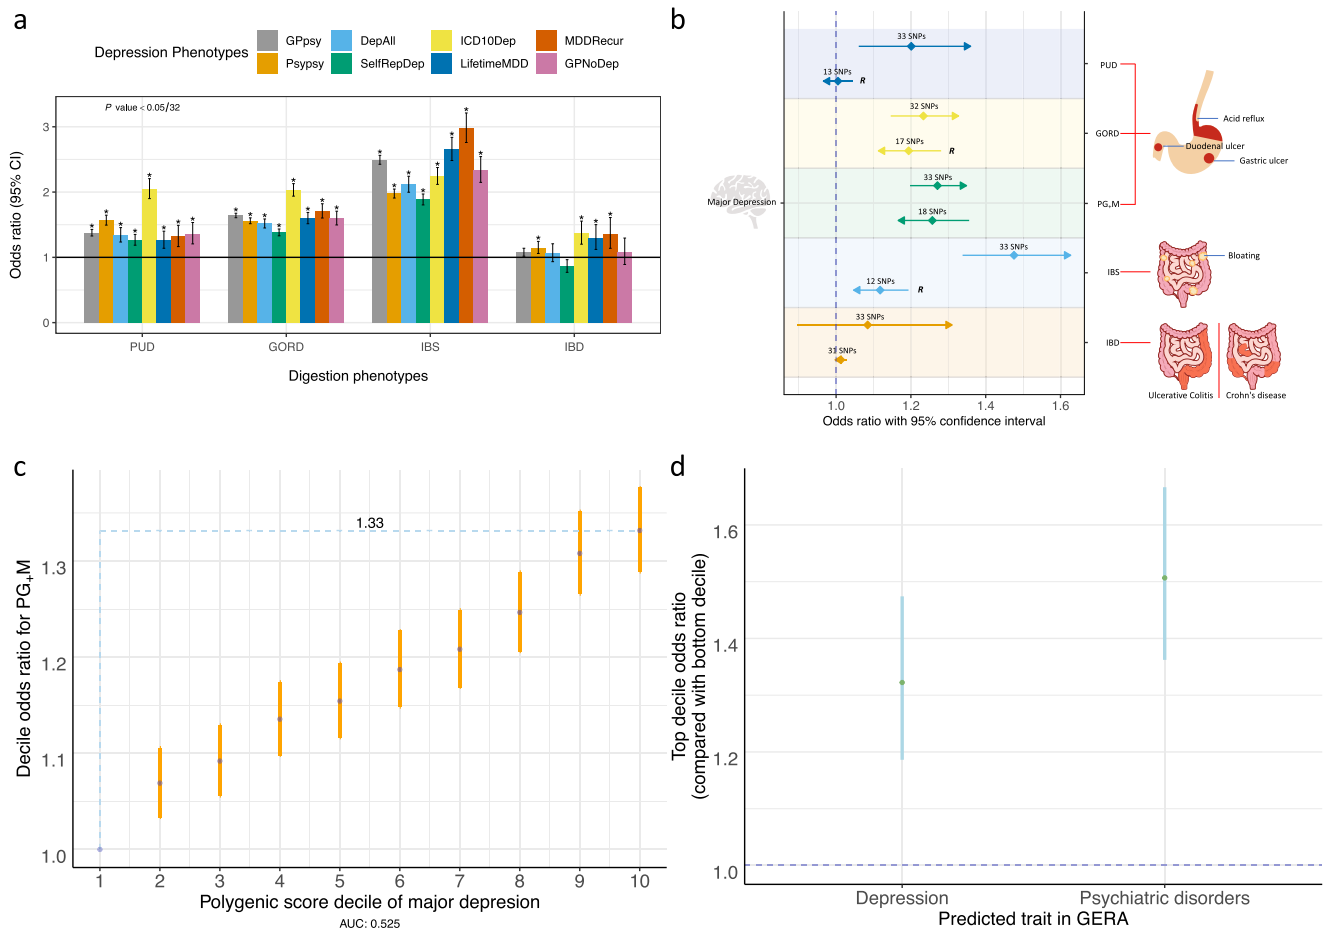 a
Depression Phenotypes
GPpsy
DepAll
ICD10Dep
MDDRecur
Psypsy
SelfRepDep
LifetimeMDD
GPNoDep
P value < 0.05/32
Odds ratio (95% CI)
3
2
1
0
* * * * * * * *
* * * * * * * *
* * * * * * * *
* * * *
PUD
GORD
IBS
IBD
Digestion phenotypes
b
Major Depression
33 SNPs
13 SNPs
R
32 SNPs
17 SNPs
R
33 SNPs
18 SNPs
33 SNPs
12 SNPs
R
33 SNPs
31 SNPs
1.0
1.2
1.4
1.6
Odds ratio with 95% confidence interval
PUD
GORD
PG+M
IBS
IBD
Acid reflux
Duodenal ulcer
Gastric ulcer
Bloating
Ulcerative Colitis
Crohn's disease
c
Decile odds ratio for PG+M
1.3
1.2
1.1
1.0
1.33
1
2
3
4
5
6
7
8
9
10
Polygenic score decile of major depresion
AUC: 0.525
d
Top decile odds ratio
(compared with bottom decile)
1.6
1.4
1.2
1.0
Depression
Psychiatric disorders
Predicted trait in GERA